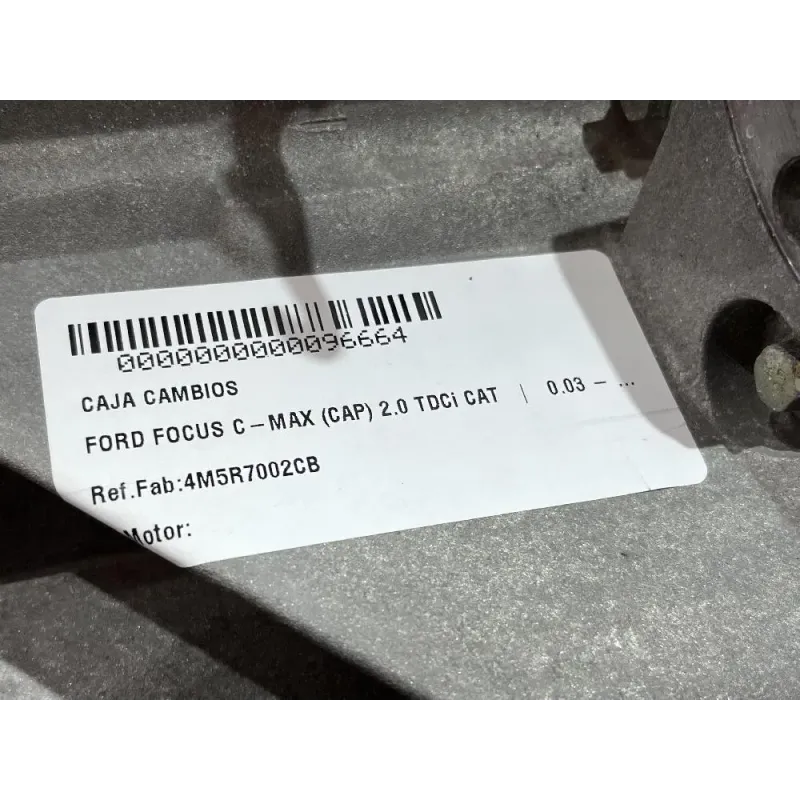 0000000000096664
CAJA CAMBIOS
FORD FOCUS C-MAX (CAP) 2.0 TDCi CAT | 0.03 - ...
Ref.Fab:4M5R7002CB
Motor: